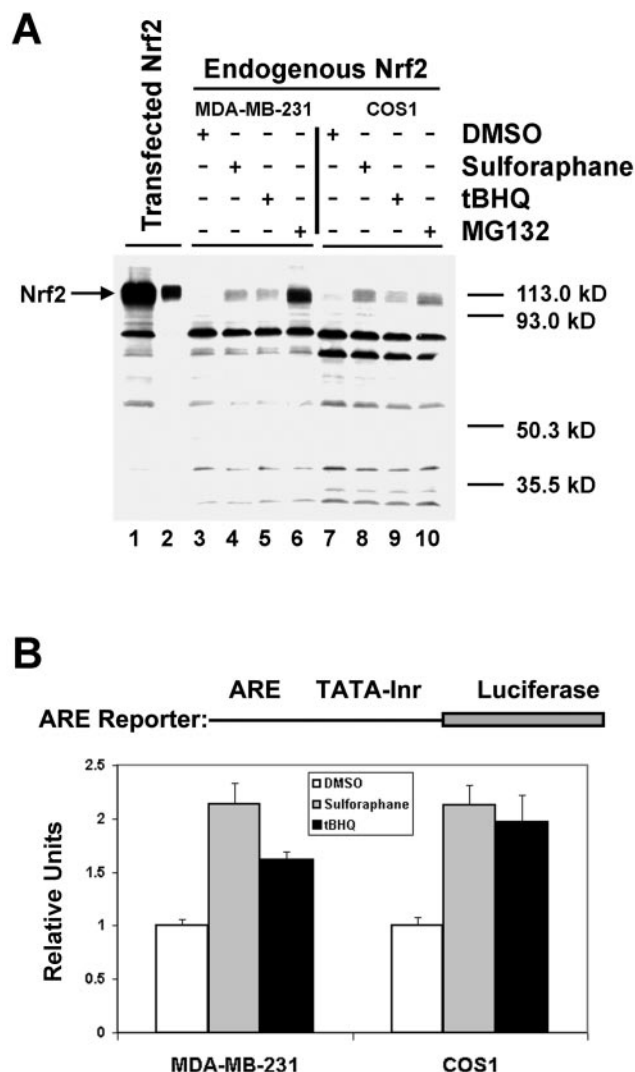 A
Transfected Nrf2
Endogenous Nrf2
MDA-MB-231 COS1
+ – – – + – – – DMSO
– + – – – + – – Sulforaphane
– – + – – – + – tBHQ
– – – + – – – + MG132
Nrf2
113.0 kD
93.0 kD
50.3 kD
35.5 kD
1 2 3 4 5 6 7 8 9 10
B
ARE TATA-Inr Luciferase
ARE Reporter:
Relative Units
2.5
2
1.5
1
0.5
0
DMSO
Sulforaphane
tBHQ
MDA-MB-231 COS1